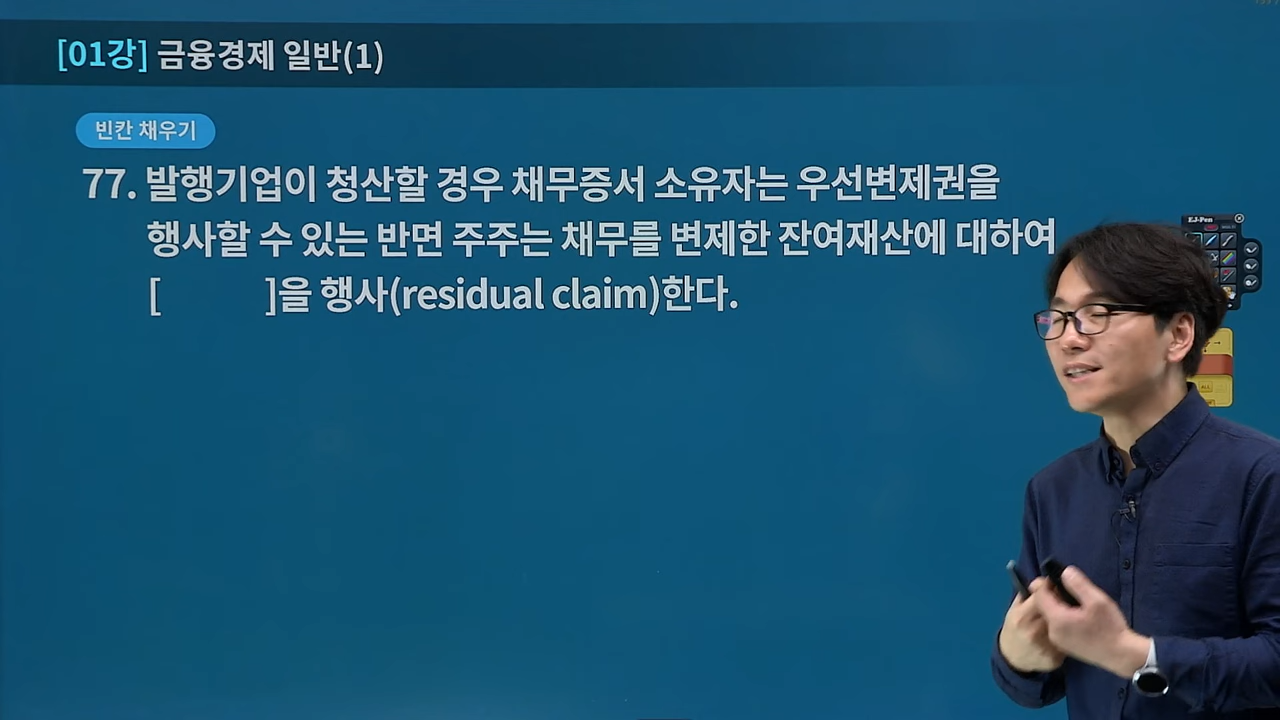 [01강] 금융경제 일반(1)
빈칸 채우기
77. 발행기업이 청산할 경우 채무증서 소유자는 우선변제권을
행사할 수 있는 반면 주주는 채무를 변제한 잔여재산에 대하여
[ ]을 행사(residual claim)한다.
EJ-Pen
ALL